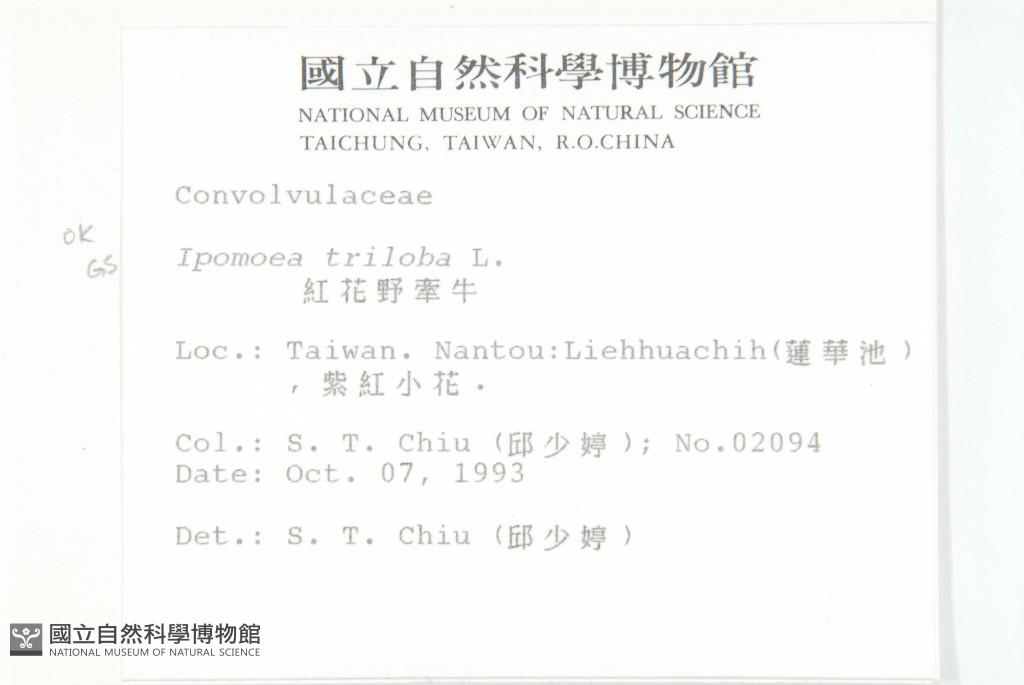 國立自然科學博物館
NATIONAL MUSEUM OF NATURAL SCIENCE
TAICHUNG, TAIWAN, R.O.CHINA
Convolvulaceae
OK
GS
Ipomoea triloba L.
紅花野牽牛
Loc.: Taiwan. Nantou:Liehhuachih(蓮華池)
, 紫紅小花.
Col.: S. T. Chiu (邱少婷); No.02094
Date: Oct. 07, 1993
Det.: S. T. Chiu (邱少婷)
國立自然科學博物館
NATIONAL MUSEUM OF NATURAL SCIENCE